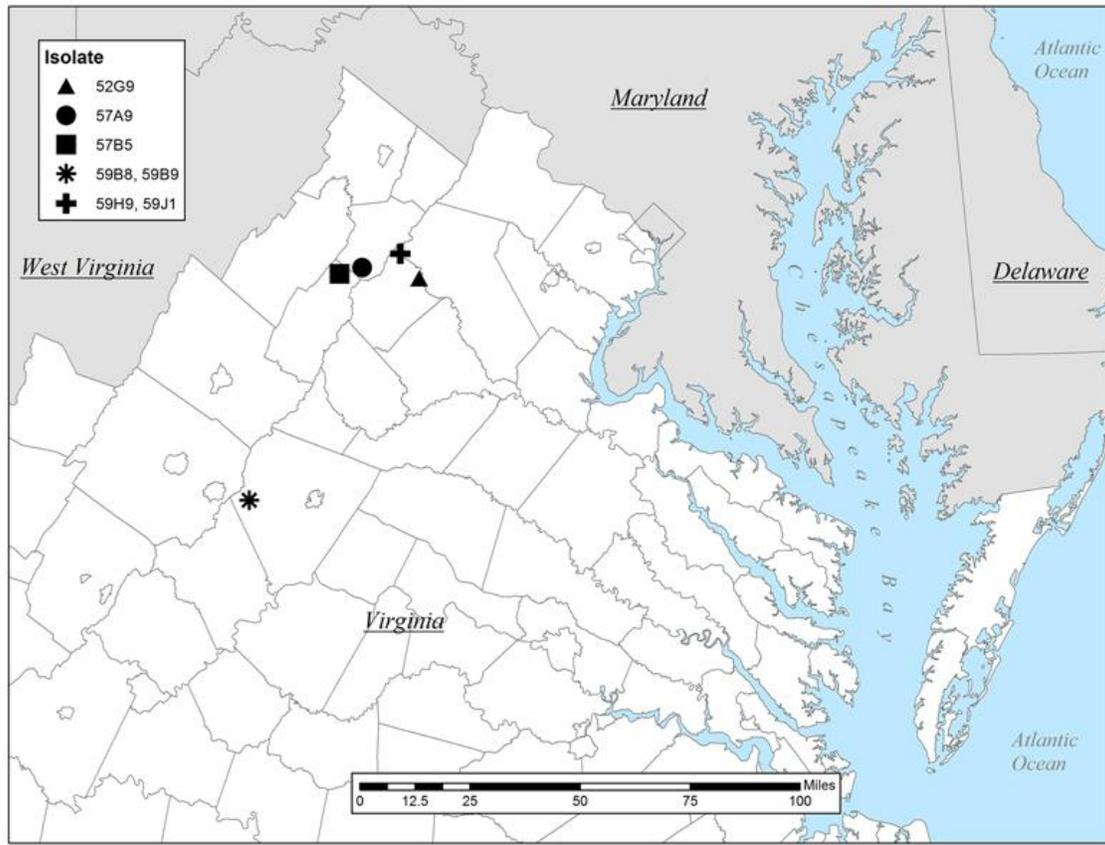 Isolate
52G9
57A9
57B5
59B8, 59B9
59H9, 59J1
Maryland
Atlantic
Ocean
West Virginia
Delaware
Chesapeake Bay
Virginia
Atlantic
Ocean
Miles
0 12.5 25 50 75 100